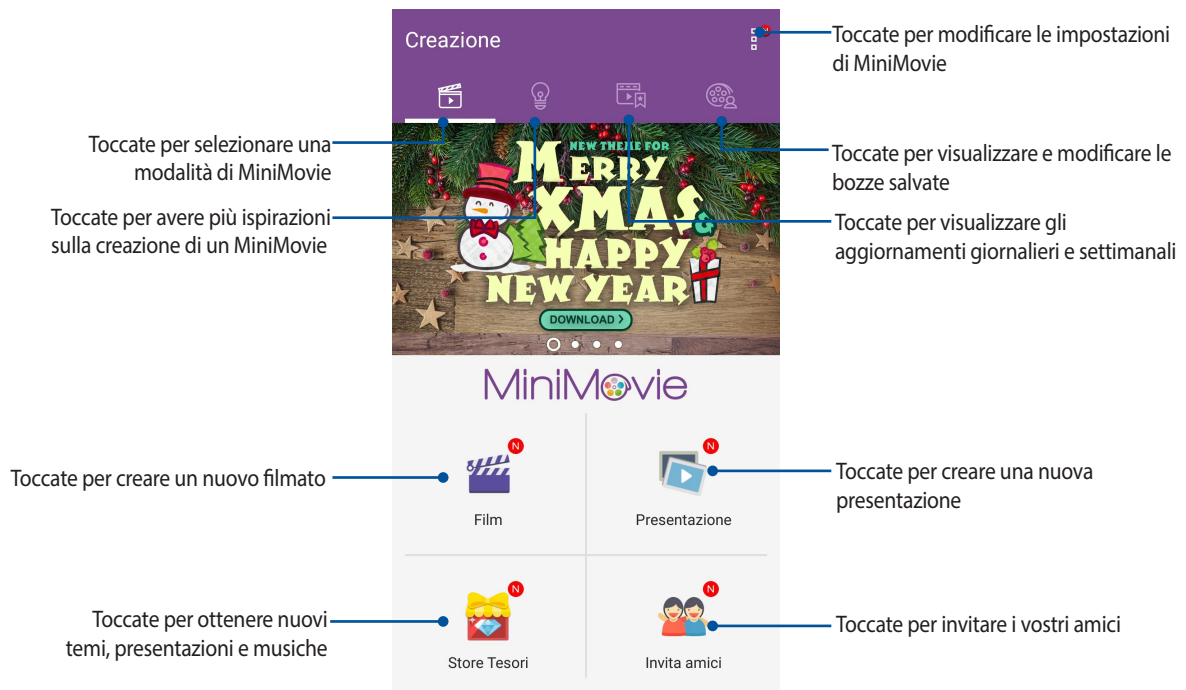 Creazione
N
Toccate per modificare le impostazioni
di MiniMovie
Toccate per selezionare una
modalità di MiniMovie
Toccate per avere più ispirazioni
sulla creazione di un MiniMovie
NEW THEME FOR
MERRY
XMAS &
HAPPY
NEW YEAR
DOWNLOAD >
Toccate per visualizzare e modificare le
bozze salvate
Toccate per visualizzare gli
aggiornamenti giornalieri e settimanali
MiniMovie
Toccate per creare un nuovo filmato
N
Film
N
Presentazione
Toccate per creare una nuova
presentazione
Toccate per ottenere nuovi
temi, presentazioni e musiche
N
Store Tesori
N
Invita amici
Toccate per invitare i vostri amici